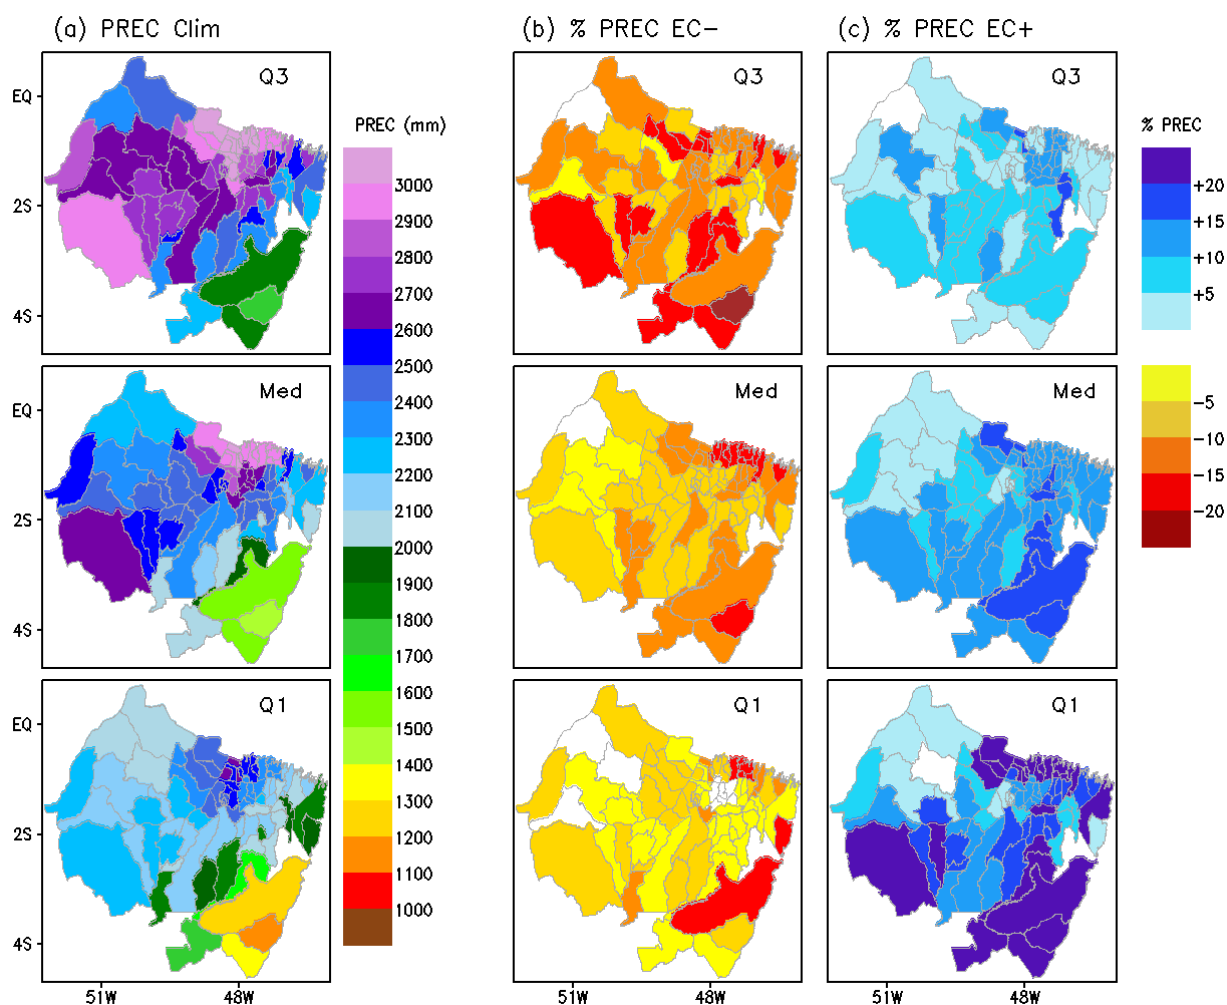 (a) PREC Clim
(b) % PREC EC−
(c) % PREC EC+
Q3
Q3
Q3
EQ
2S
4S
PREC (mm)
3000
2900
2800
2700
2600
2500
2400
2300
2200
2100
2000
1900
1800
1700
1600
1500
1400
1300
1200
1100
1000
% PREC
+20
+15
+10
+5
−5
−10
−15
−20
Med
Med
Med
EQ
2S
4S
Q1
Q1
Q1
EQ
2S
4S
51W
48W
51W
48W
51W
48W